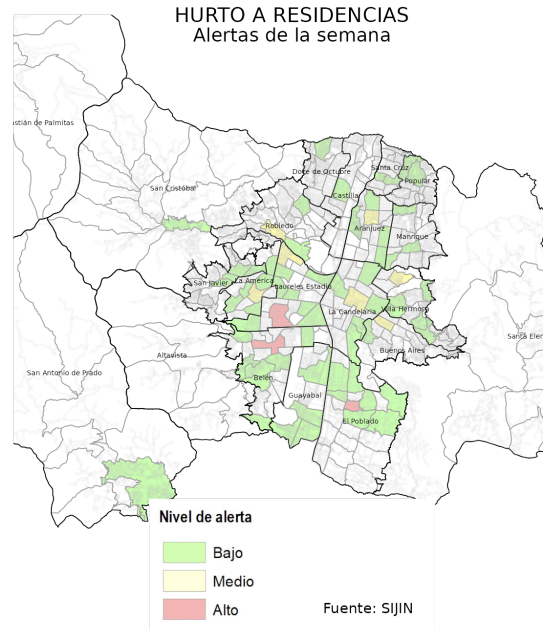 HURTO A RESIDENCIAS
Alertas de la semana
astián de Palmitas
Doce de Octubre
Santa Cruz
Popular
San Cristóbal
Castilla
Robledo
Aranjuez
Manrique
San Javier
La América
Laureles Estadio
La Candelaria
Villa Hermosa
Santa Elen
Altavista
Buenos Aires
San Antonio de Prado
Belén
Guayabal
El Poblado
Nivel de alerta
Bajo
Medio
Alto
Fuente: SIJIN